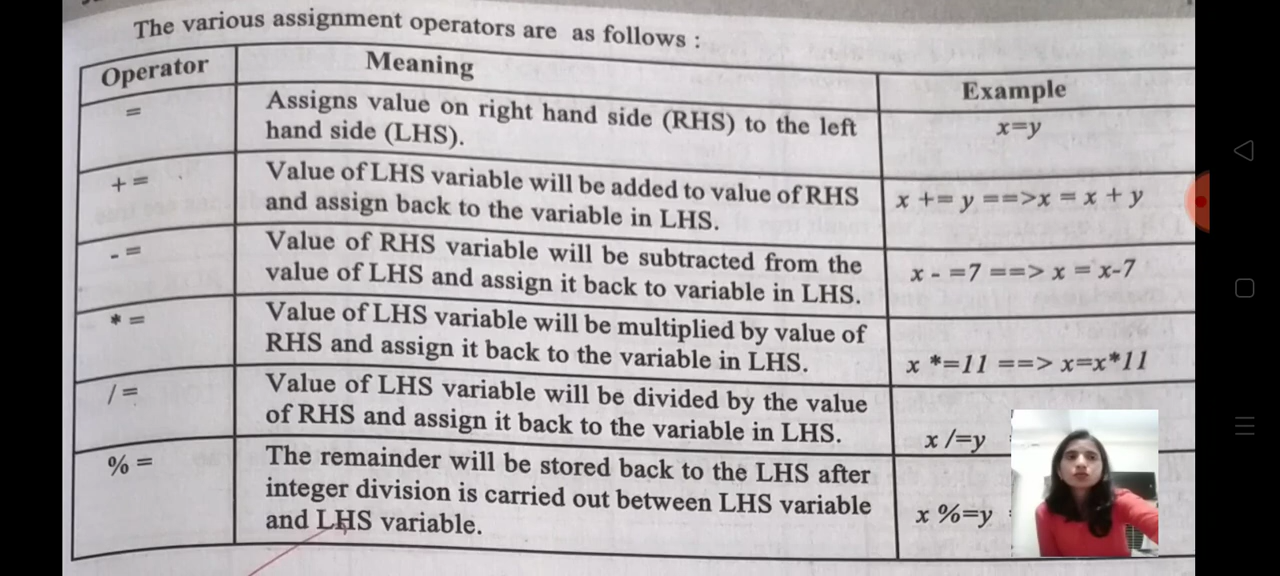 The various assignment operators are as follows :
Operator Meaning Example
= Assigns value on right hand side (RHS) to the left x=y
hand side (LHS).
+ = Value of LHS variable will be added to value of RHS x += y ==>x = x + y
and assign back to the variable in LHS.
- = Value of RHS variable will be subtracted from the x - =7 ==> x = x-7
value of LHS and assign it back to variable in LHS.
* = Value of LHS variable will be multiplied by value of
RHS and assign it back to the variable in LHS. x *=11 ==> x=x*11
/ = Value of LHS variable will be divided by the value
of RHS and assign it back to the variable in LHS. x /=y
% = The remainder will be stored back to the LHS after
integer division is carried out between LHS variable x %=y
and LHS variable.